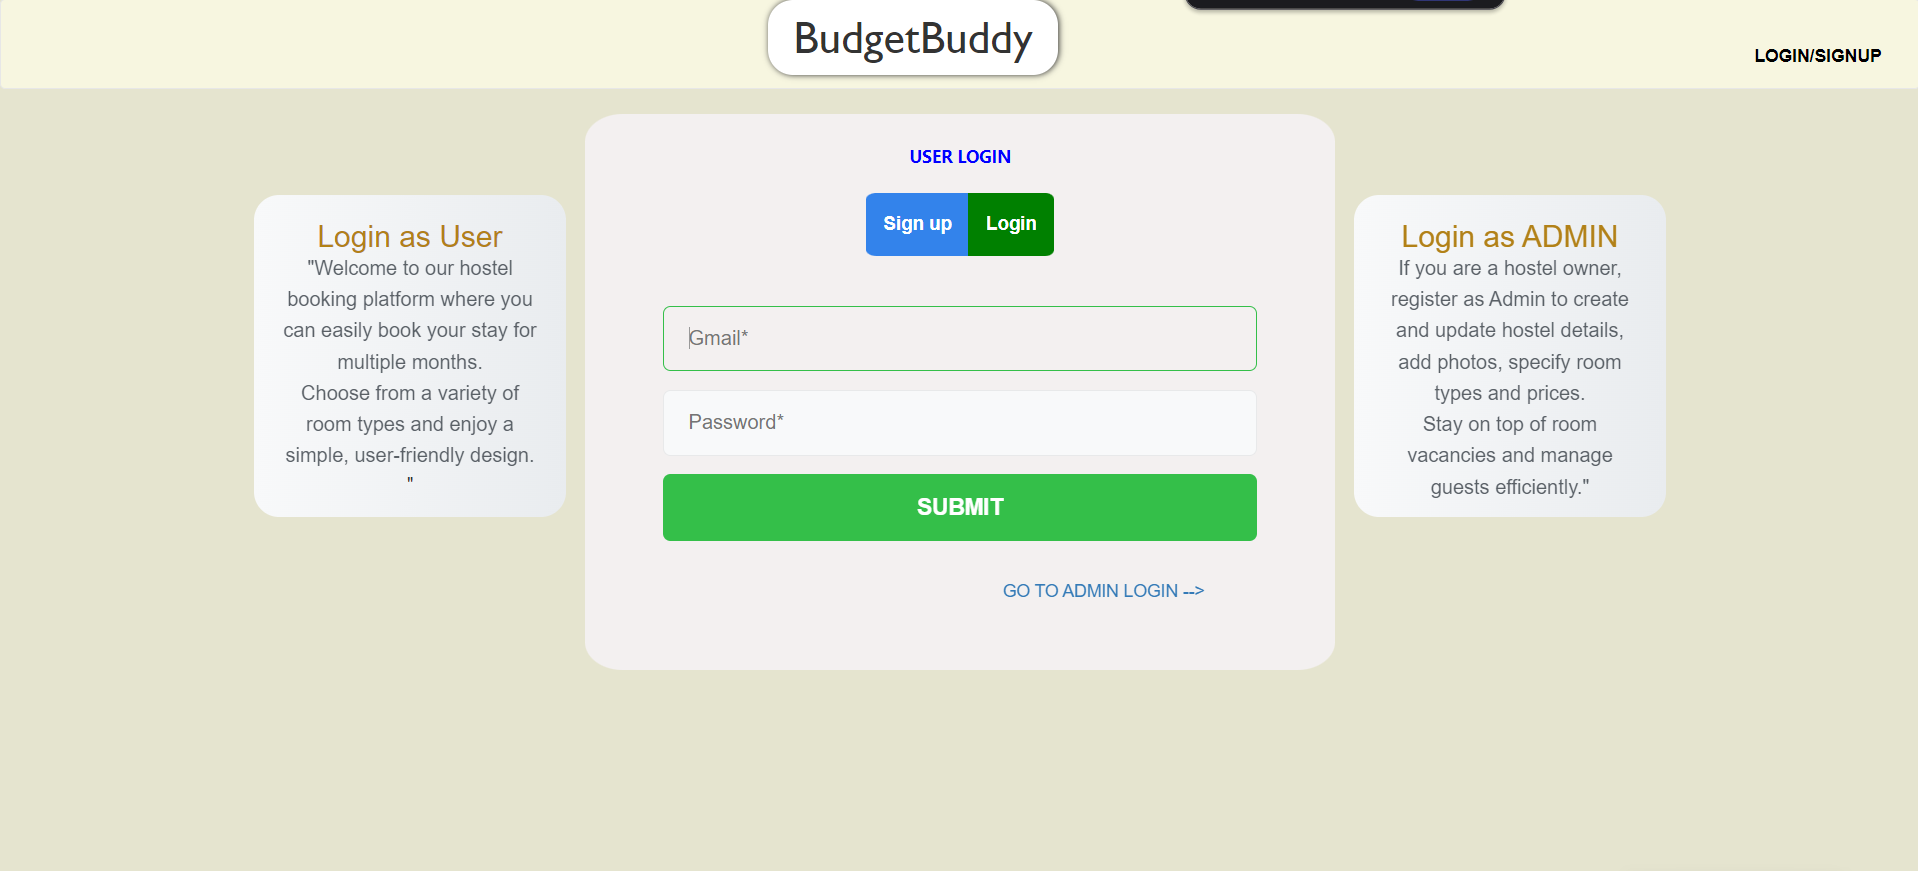 BudgetBuddy
LOGIN/SIGNUP
USER LOGIN
Sign up
Login
Login as User
"Welcome to our hostel
booking platform where you
can easily book your stay for
multiple months.
Choose from a variety of
room types and enjoy a
simple, user-friendly design.
"
Gmail*
Password*
SUBMIT
GO TO ADMIN LOGIN -->
Login as ADMIN
If you are a hostel owner,
register as Admin to create
and update hostel details,
add photos, specify room
types and prices.
Stay on top of room
vacancies and manage
guests efficiently."